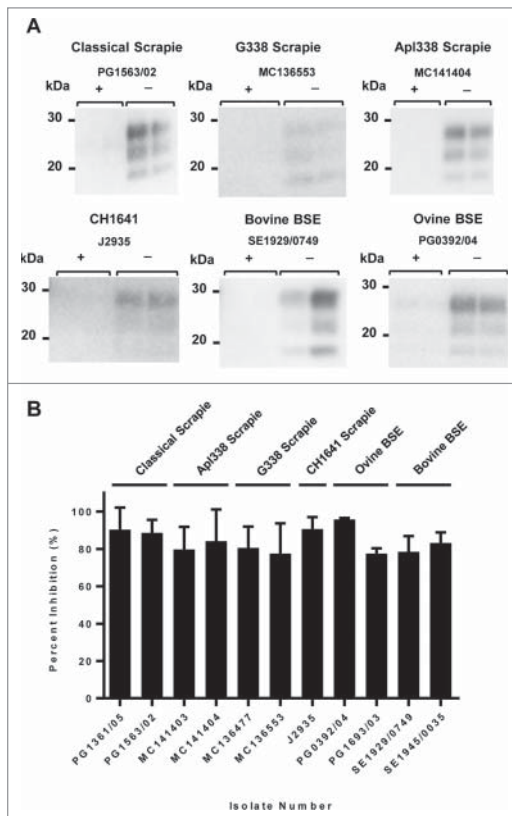 A
Classical Scrapie
G338 Scrapie
Apl338 Scrapie
PG1563/02
MC136553
MC141404
kDa + –
kDa + –
kDa + –
30
20
30
20
30
20
CH1641
Bovine BSE
Ovine BSE
J2935
SE1929/0749
PG0392/04
kDa + –
kDa + –
kDa + –
30
20
30
20
30
20
B
Classical Scrapie
Apl338 Scrapie
G338 Scrapie
CH1641 Scrapie
Ovine BSE
Bovine BSE
Percent Inhibition (%)
100
80
60
40
20
0
PG1361/05
PG1563/02
MC141403
MC141404
MC136477
MC136553
J2935
PG0392/04
PG1693/03
SE1929/0749
SE1945/0035
Isolate Number